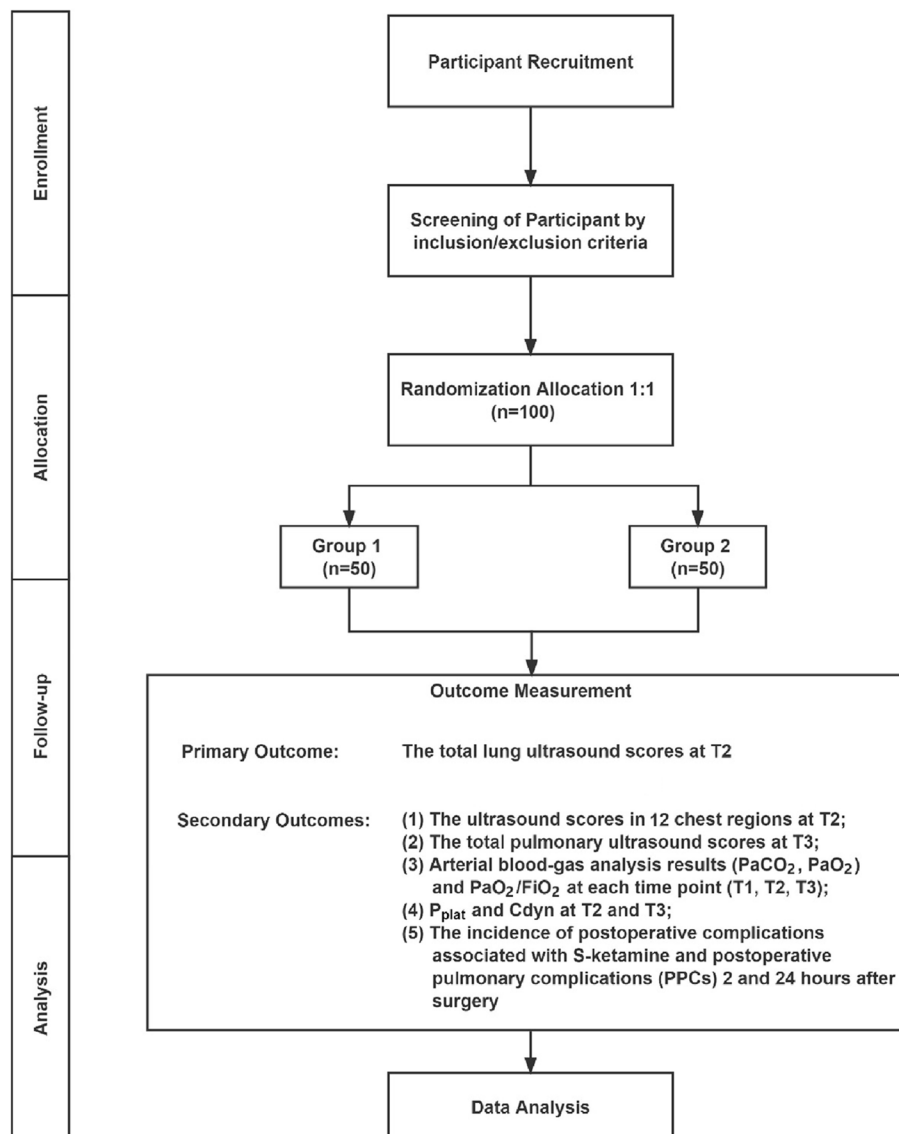 Enrollment
Participant Recruitment
Screening of Participant by
inclusion/exclusion criteria
Allocation
Randomization Allocation 1:1
(n=100)
Group 1
(n=50)
Group 2
(n=50)
Follow-up
Outcome Measurement
Primary Outcome: The total lung ultrasound scores at T2
Secondary Outcomes: (1) The ultrasound scores in 12 chest regions at T2;
(2) The total pulmonary ultrasound scores at T3;
(3) Arterial blood-gas analysis results (PaCO₂, PaO₂)
and PaO₂/FiO₂ at each time point (T1, T2, T3);
(4) Pplat and Cdyn at T2 and T3;
(5) The incidence of postoperative complications
associated with S-ketamine and postoperative
pulmonary complications (PPCs) 2 and 24 hours after
surgery
Analysis
Data Analysis